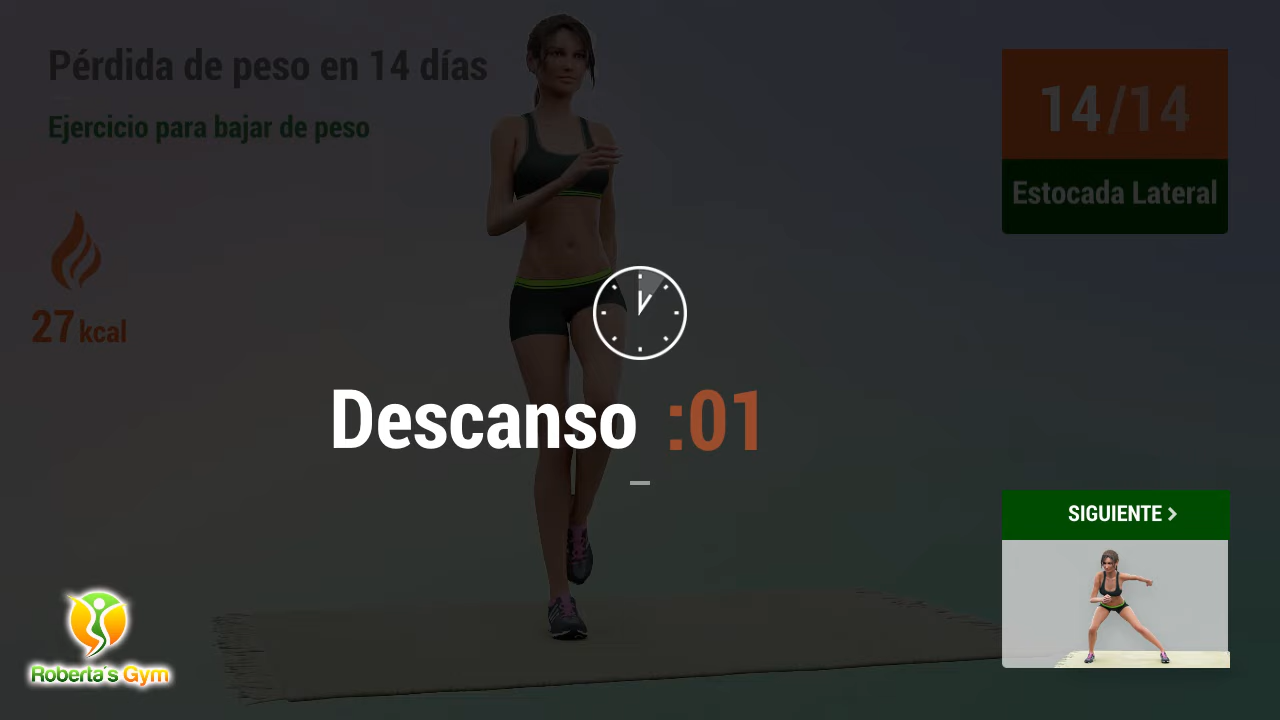 Pérdida de peso en 14 días
Ejercicio para bajar de peso
14/14
Estocada Lateral
27 kcal
Descanso :01
SIGUIENTE >
Roberta´s Gym